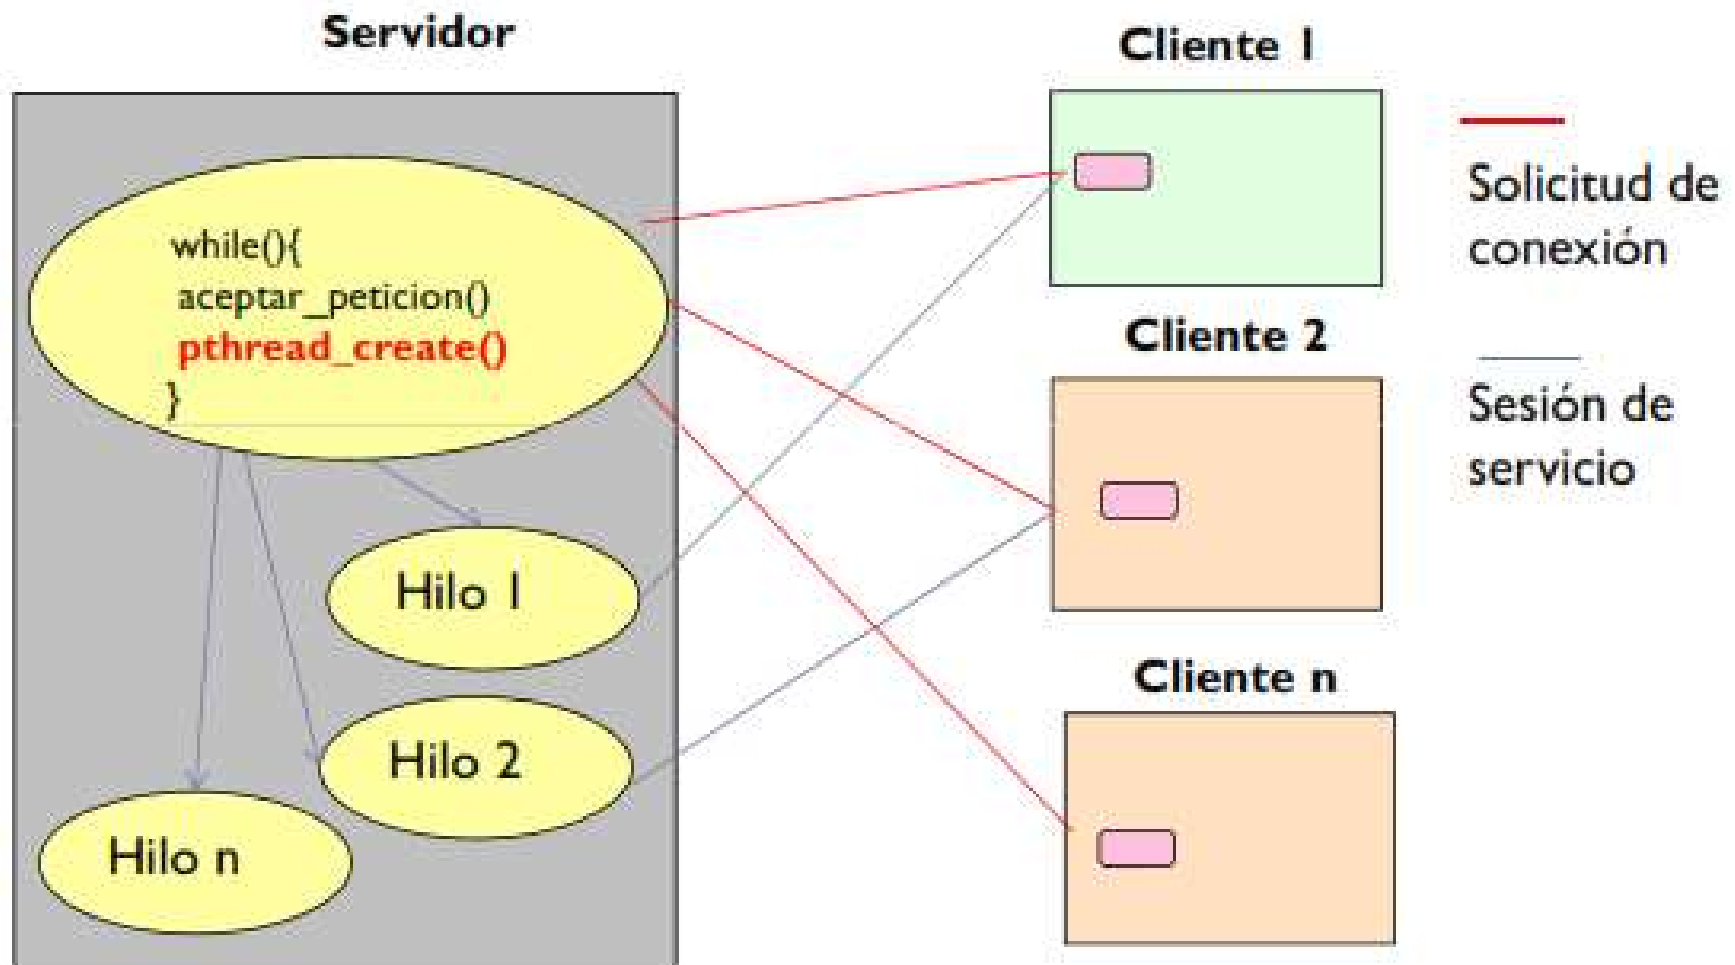 Servidor
while(){
aceptar_peticion()
pthread_create()
}
Hilo 1
Hilo 2
Hilo n
Cliente 1
Cliente 2
Cliente n
Solicitud de
conexión
Sesión de
servicio